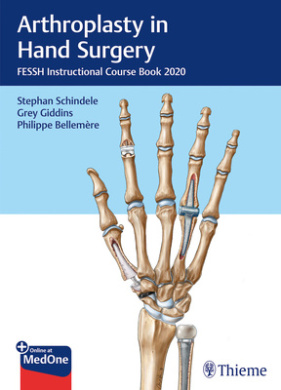 Arthroplasty in
Hand Surgery
FESSH Instructional Course Book 2020
Stephan Schindele
Grey Giddins
Philippe Bellemère
+ Online at
MedOne
Thieme